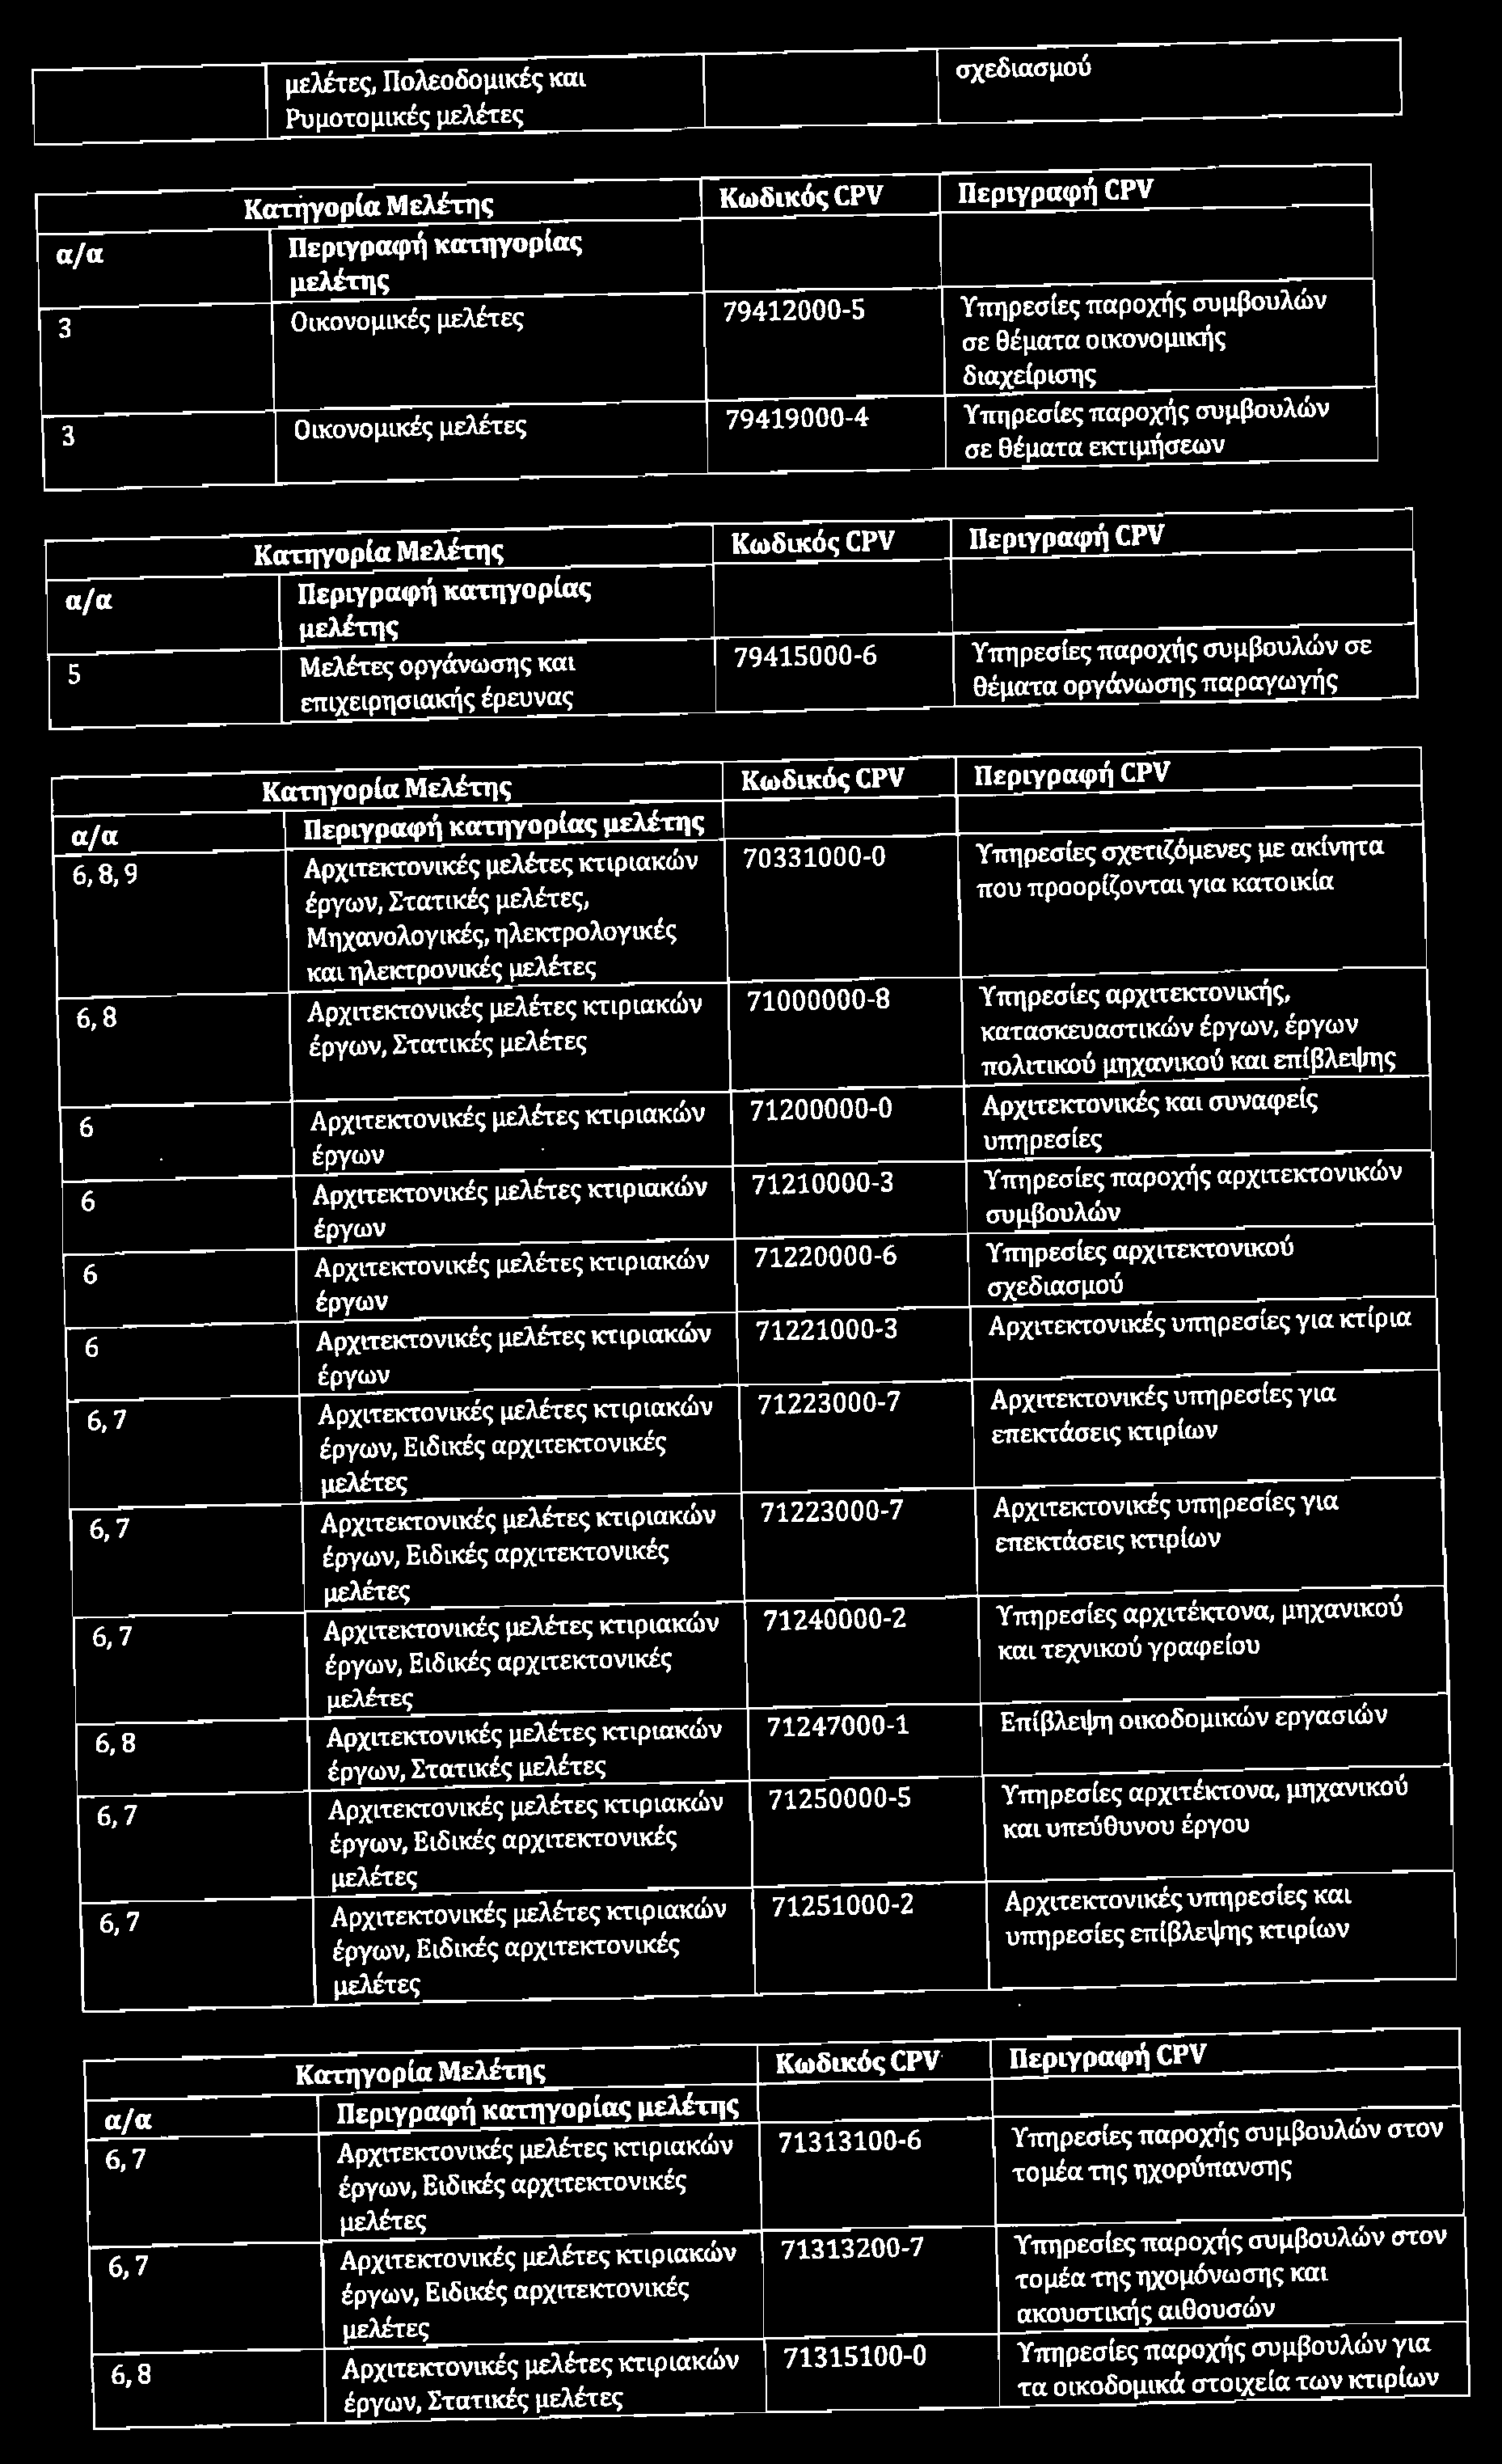 μελέτες, Πολεοδομικές και
Ρυμοτομικές μελέτες
σχεδιασμού
Κατηγορία Μελέτης
Κωδικός CPV
Περιγραφή CPV
α/α
Περιγραφή κατηγορίας
μελέτης
3
Οικονομικές μελέτες
79412000-5
Υπηρεσίες παροχής συμβουλών
σε θέματα οικονομικής
διαχείρισης
3
Οικονομικές μελέτες
79419000-4
Υπηρεσίες παροχής συμβουλών
σε θέματα εκτιμήσεων
Κατηγορία Μελέτης
Κωδικός CPV
Περιγραφή CPV
α/α
Περιγραφή κατηγορίας
μελέτης
5
Μελέτες οργάνωσης και
επιχειρησιακής έρευνας
79415000-6
Υπηρεσίες παροχής συμβουλών σε
θέματα οργάνωσης παραγωγής
Κατηγορία Μελέτης
Κωδικός CPV
Περιγραφή CPV
α/α
Περιγραφή κατηγορίας μελέτης
6, 8, 9
Αρχιτεκτονικές μελέτες κτιριακών
έργων, Στατικές μελέτες,
Μηχανολογικές, ηλεκτρολογικές
και ηλεκτρονικές μελέτες
70331000-0
Υπηρεσίες σχετιζόμενες με ακίνητα
που προορίζονται για κατοικία
6, 8
Αρχιτεκτονικές μελέτες κτιριακών
έργων, Στατικές μελέτες
71000000-8
Υπηρεσίες αρχιτεκτονικής,
κατασκευαστικών έργων, έργων
πολιτικού μηχανικού και επίβλεψης
6
Αρχιτεκτονικές μελέτες κτιριακών
έργων
71200000-0
Αρχιτεκτονικές και συναφείς
υπηρεσίες
6
Αρχιτεκτονικές μελέτες κτιριακών
έργων
71210000-3
Υπηρεσίες παροχής αρχιτεκτονικών
συμβουλών
6
Αρχιτεκτονικές μελέτες κτιριακών
έργων
71220000-6
Υπηρεσίες αρχιτεκτονικού
σχεδιασμού
6
Αρχιτεκτονικές μελέτες κτιριακών
έργων
71221000-3
Αρχιτεκτονικές υπηρεσίες για κτίρια
6, 7
Αρχιτεκτονικές μελέτες κτιριακών
έργων, Ειδικές αρχιτεκτονικές
μελέτες
71223000-7
Αρχιτεκτονικές υπηρεσίες για
επεκτάσεις κτιρίων
6, 7
Αρχιτεκτονικές μελέτες κτιριακών
έργων, Ειδικές αρχιτεκτονικές
μελέτες
71223000-7
Αρχιτεκτονικές υπηρεσίες για
επεκτάσεις κτιρίων
6, 7
Αρχιτεκτονικές μελέτες κτιριακών
έργων, Ειδικές αρχιτεκτονικές
μελέτες
71240000-2
Υπηρεσίες αρχιτέκτονα, μηχανικού
και τεχνικού γραφείου
6, 8
Αρχιτεκτονικές μελέτες κτιριακών
έργων, Στατικές μελέτες
71247000-1
Επίβλεψη οικοδομικών εργασιών
6, 7
Αρχιτεκτονικές μελέτες κτιριακών
έργων, Ειδικές αρχιτεκτονικές
μελέτες
71250000-5
Υπηρεσίες αρχιτέκτονα, μηχανικού
και υπεύθυνου έργου
6, 7
Αρχιτεκτονικές μελέτες κτιριακών
έργων, Ειδικές αρχιτεκτονικές
μελέτες
71251000-2
Αρχιτεκτονικές υπηρεσίες και
υπηρεσίες επίβλεψης κτιρίων
Κατηγορία Μελέτης
Κωδικός CPV
Περιγραφή CPV
α/α
Περιγραφή κατηγορίας μελέτης
6, 7
Αρχιτεκτονικές μελέτες κτιριακών
έργων, Ειδικές αρχιτεκτονικές
μελέτες
71313100-6
Υπηρεσίες παροχής συμβουλών στον
τομέα της ηχορύπανσης
6, 7
Αρχιτεκτονικές μελέτες κτιριακών
έργων, Ειδικές αρχιτεκτονικές
μελέτες
71313200-7
Υπηρεσίες παροχής συμβουλών στον
τομέα της ηχομόνωσης και
ακουστικής αιθουσών
6, 8
Αρχιτεκτονικές μελέτες κτιριακών
έργων, Στατικές μελέτες
71315100-0
Υπηρεσίες παροχής συμβουλών για
τα οικοδομικά στοιχεία των κτιρίων